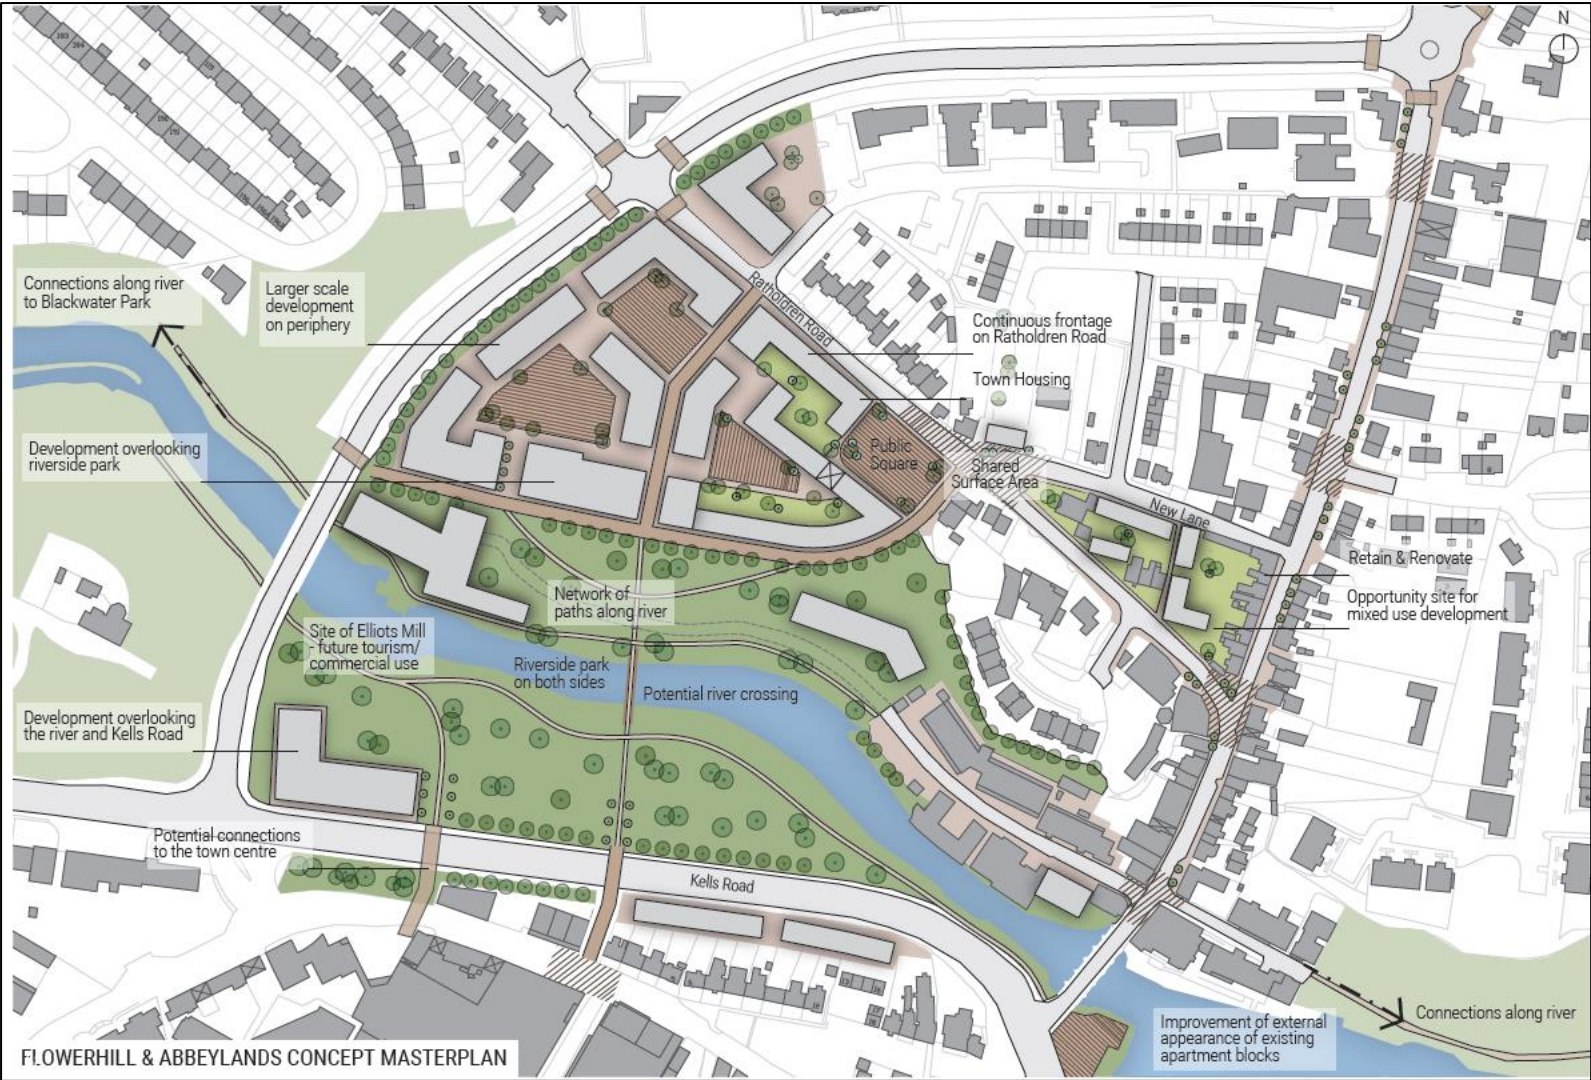 N
Connections along river
to Blackwater Park
Larger scale
development
on periphery
Ratholdren Road
Continuous frontage
on Ratholdren Road
Town Housing
Development overlooking
riverside park
Public
Square
Shared
Surface Area
New Lane
Retain & Renovate
Opportunity site for
mixed use development
Network of
paths along river
Site of Elliots Mill
- future tourism/
commercial use
Riverside park
on both sides
Potential river crossing
Development overlooking
the river and Kells Road
Potential connections
to the town centre
Kells Road
Connections along river
Improvement of external
appearance of existing
apartment blocks
FLOWERHILL & ABBEYLANDS CONCEPT MASTERPLAN